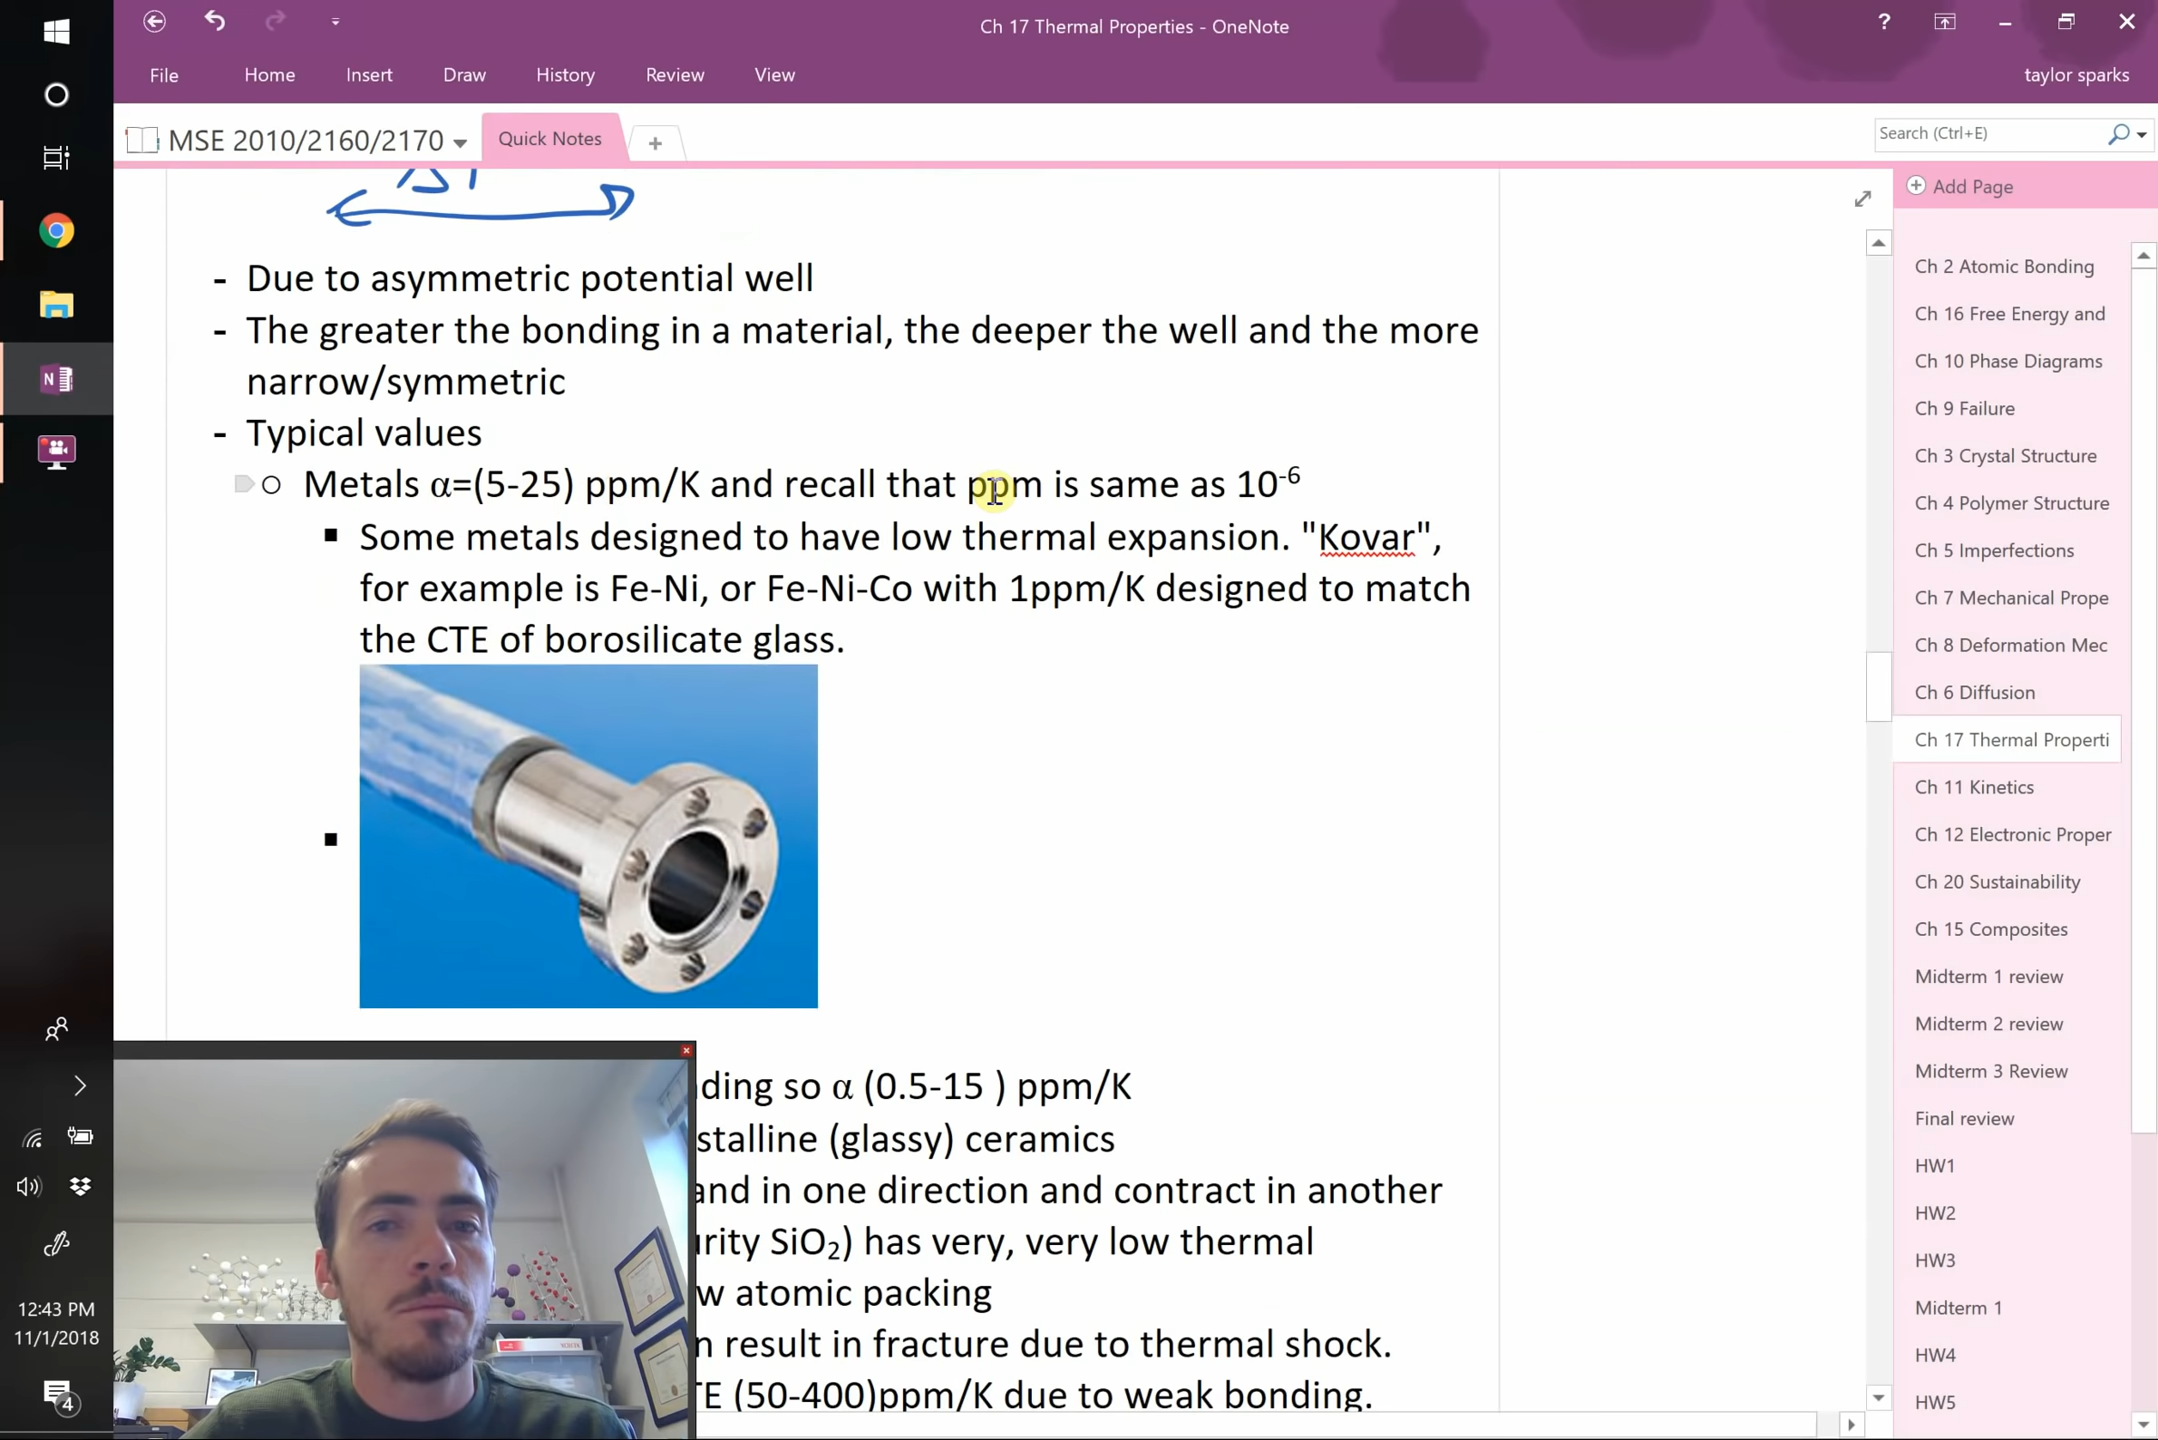 Ch 17 Thermal Properties - OneNote
?
File
Home
Insert
Draw
History
Review
View
taylor sparks
MSE 2010/2160/2170
Quick Notes
Search (Ctrl+E)
Add Page
- Due to asymmetric potential well
- The greater the bonding in a material, the deeper the well and the more
narrow/symmetric
- Typical values
Metals α=(5-25) ppm/K and recall that ppm is same as 10⁻⁶
Some metals designed to have low thermal expansion. "Kovar",
for example is Fe-Ni, or Fe-Ni-Co with 1ppm/K designed to match
the CTE of borosilicate glass.
so α (0.5-15 ) ppm/K
(glassy) ceramics
in one direction and contract in another
SiO₂) has very, very low thermal
atomic packing
result in fracture due to thermal shock.
(50-400)ppm/K due to weak bonding.
Ch 2 Atomic Bonding
Ch 16 Free Energy and
Ch 10 Phase Diagrams
Ch 9 Failure
Ch 3 Crystal Structure
Ch 4 Polymer Structure
Ch 5 Imperfections
Ch 7 Mechanical Prope
Ch 8 Deformation Mec
Ch 6 Diffusion
Ch 17 Thermal Properti
Ch 11 Kinetics
Ch 12 Electronic Proper
Ch 20 Sustainability
Ch 15 Composites
Midterm 1 review
Midterm 2 review
Midterm 3 Review
Final review
HW1
HW2
HW3
Midterm 1
HW4
HW5
N
12:43 PM
11/1/2018
4